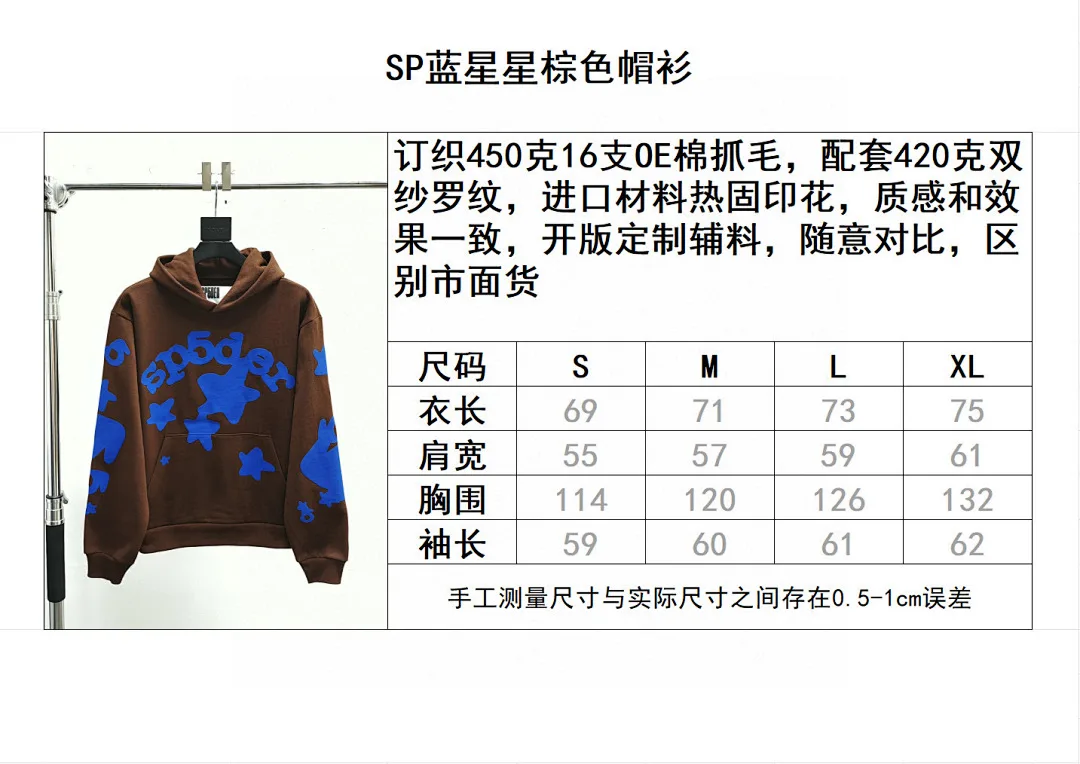 SP蓝星星棕色帽衫
订织450克16支OE棉抓毛，配套420克双
纱罗纹，进口材料热固印花，质感和效
果一致，开版定制辅料，随意对比，区
别市面货
sp5der
尺码 S M L XL
衣长 69 71 73 75
肩宽 55 57 59 61
胸围 114 120 126 132
袖长 59 60 61 62
手工测量尺寸与实际尺寸之间存在0.5-1cm误差